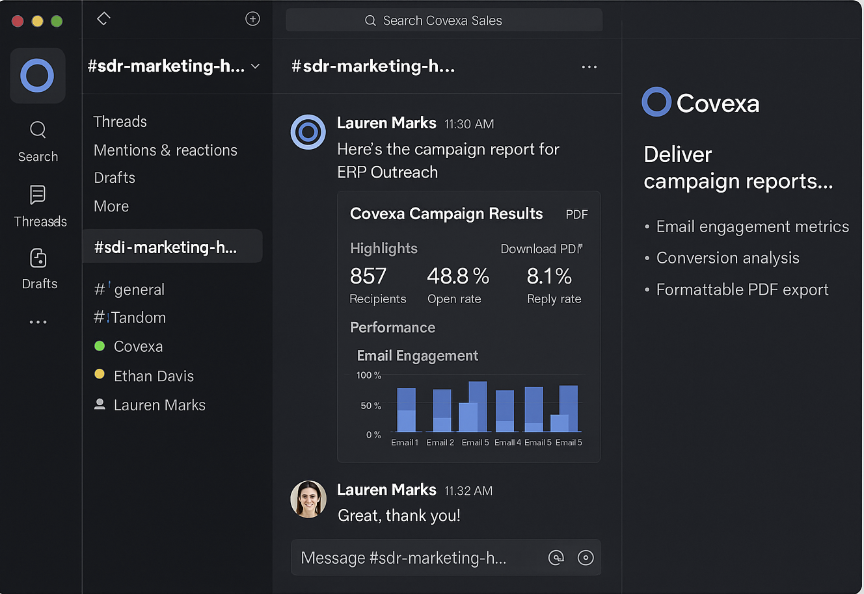 Search Covexa Sales
Search
Threasds
Drafts
...
#sdr-marketing-h...
Threads
Mentions & reactions
Drafts
More
#sdi-marketing-h...
# general
# Tandom
Covexa
Ethan Davis
Lauren Marks
#sdr-marketing-h...
...
Lauren Marks 11:30 AM
Here's the campaign report for
ERP Outreach
Covexa Campaign Results PDF
Highlights Download PDF
857 48.8 % 8.1%
Recipients Open rate Reply rate
Performance
Email Engagement
100 %
50 %
0 %
Email 1 Email 2 Email 5 Emall 4 Email 5 Email 5
Lauren Marks 11:32 AM
Great, thank you!
Message #sdr-marketing-h...
Covexa
Deliver
campaign reports...
• Email engagement metrics
• Conversion analysis
• Formattable PDF export